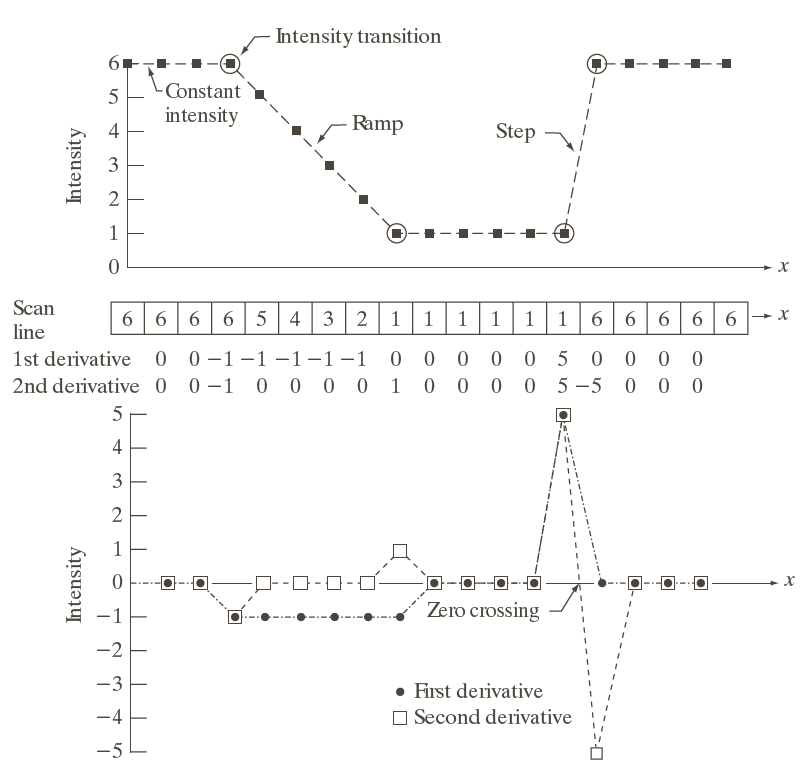 Intensity transition
6
Constant
intensity
5
4
Ramp
Step
3
2
1
0
x
Intensity
Scan
line
6 6 6 6 5 4 3 2 1 1 1 1 1 1 6 6 6 6 6
x
1st derivative 0 0 −1 −1 −1 −1 −1 0 0 0 0 0 5 0 0 0 0
2nd derivative 0 0 −1 0 0 0 0 1 0 0 0 0 5 −5 0 0 0
5
4
3
2
1
0
x
Zero crossing
−1
−2
−3
−4
−5
Intensity
First derivative
Second derivative